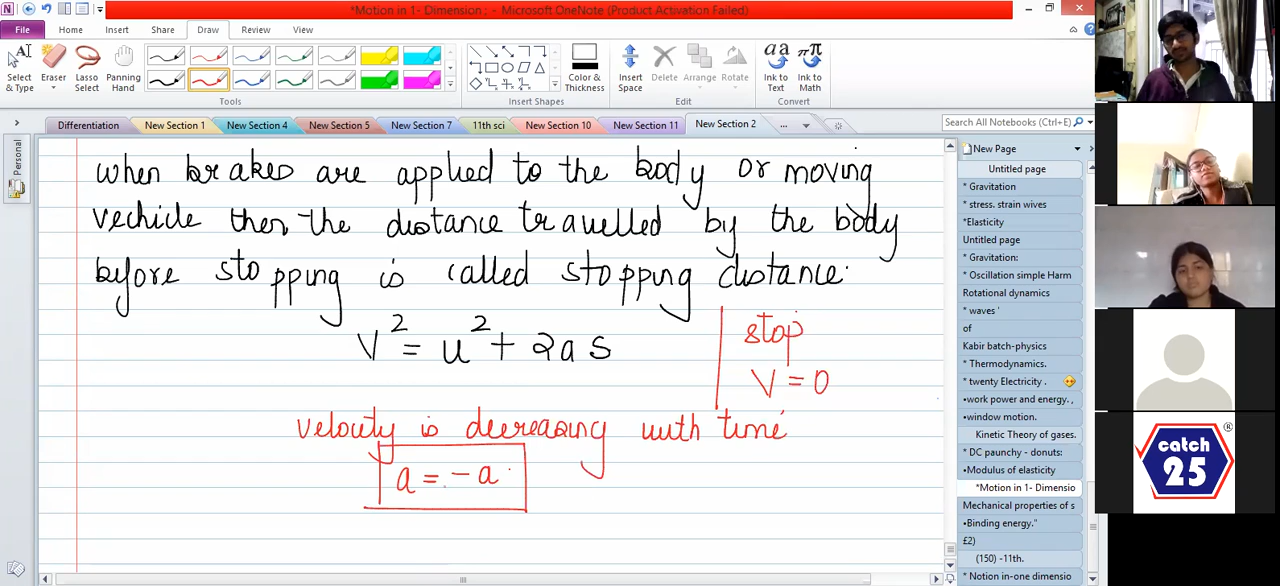 *Motion in 1- Dimension ; - Microsoft OneNote (Product Activation Failed)
File Home Insert Share Draw Review View
Select & Type Eraser Lasso Select Panning Hand
Color & Thickness Insert Space Delete Arrange Rotate Ink to Text Ink to Math
Tools Insert Shapes Edit Convert
Differentiation New Section 1 New Section 4 New Section 5 New Section 7 11th sci New Section 10 New Section 11 New Section 2 ...
Search All Notebooks (Ctrl+E)
Personal
when brakes are applied to the body or moving
vechicle then the distance travelled by the body
before stopping is called stopping distance.
V² = u² + 2as
stop
V = 0
velocity is decreasing with time
a = -a
New Page
Untitled page
* Gravitation
* stress. strain wives
*Elasticity
Untitled page
* Gravitation:
* Oscillation simple Harm
Rotational dynamics
* waves '
of
Kabir batch-physics
* Thermodynamics.
* twenty Electricity .
•work power and energy. ,
•window motion.
Kinetic Theory of gases.
* DC paunchy - donuts:
•Modulus of elasticity
*Motion in 1- Dimensio
Mechanical properties of s
•Binding energy."
£2)
(150) -11th.
* Notion in-one dimensio
catch
25
®